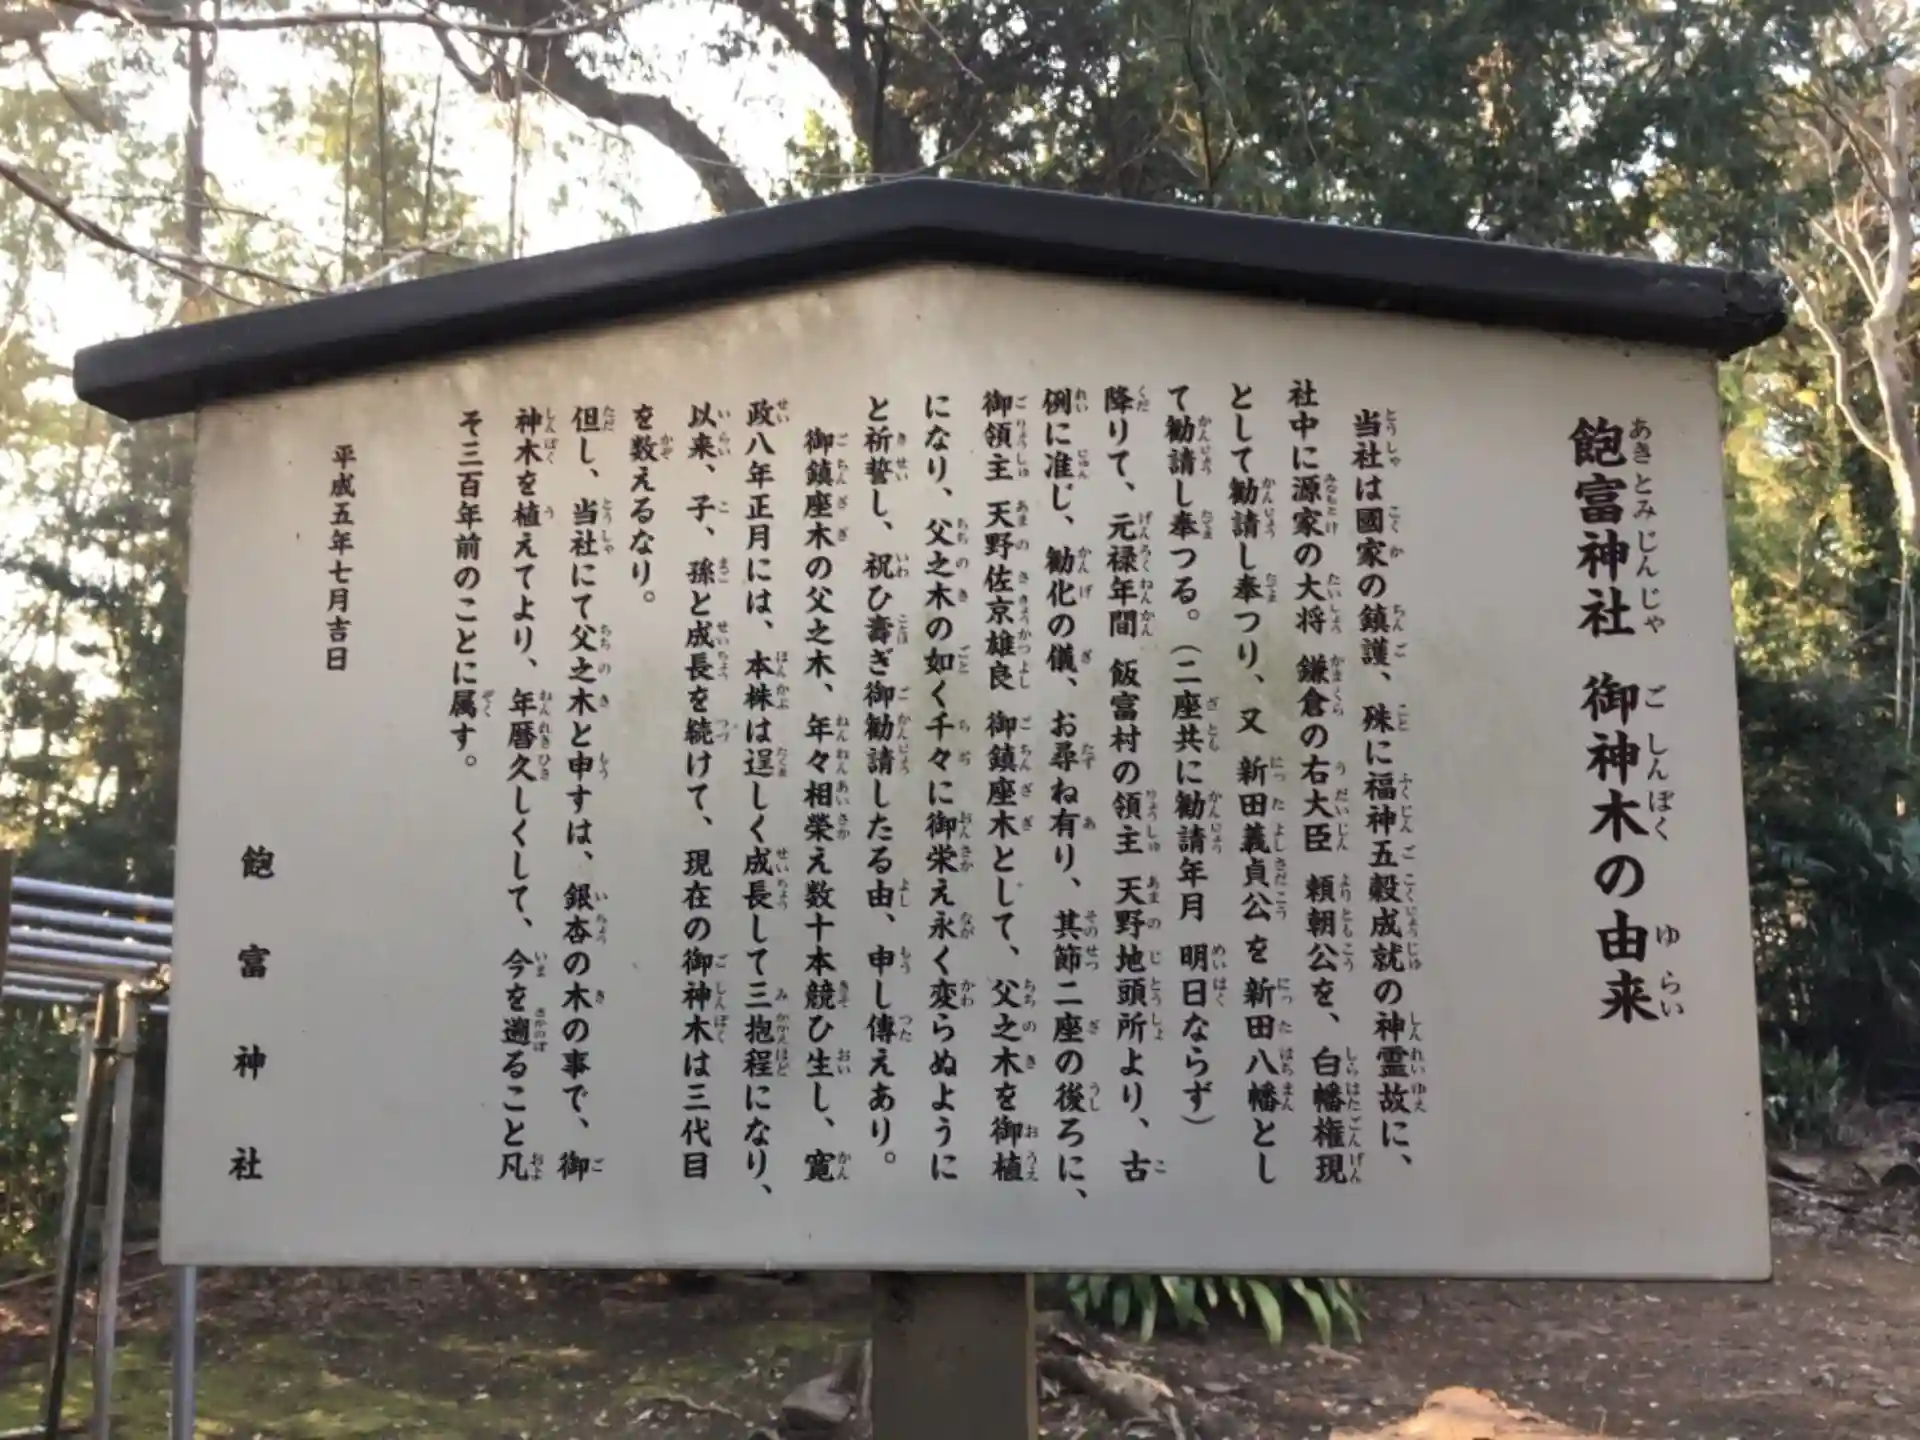 飽富神社 御神木の由来
当社は國家の鎮護、殊に福神五穀成就の神霊故に、
社中に源家の大将 鎌倉の右大臣 頼朝公を、白幡権現
として勧請し奉つり、又 新田義貞公を 新田八幡とし
て勧請し奉つる。(二座共に勧請年月 明日ならず)
降りて、元禄年間 飯富村の領主 天野地頭所より、古
例に准じ、勧化の儀、お尋ね有り、其節二座の後ろに、
御領主 天野佐京雄良 御鎮座木として、父之木を御植
になり、父之木の如く千々に御栄え永く変らぬように
と祈誓し、祝ひ壽ぎ御勧請したる由、申し傳えあり。
御鎮座木の父之木、年々相榮え数十本競ひ生し、寛
政八年正月には、本株は逞しく成長して三抱程になり、
以来、子、孫と成長を続けて、現在の御神木は三代目
を数えるなり。
但し、当社にて父之木と申すは、銀杏の木の事で、御
神木を植えてより、年暦久しくして、今を遡ること凡
そ三百年前のことに属す。
平成五年七月吉日
飽富神社